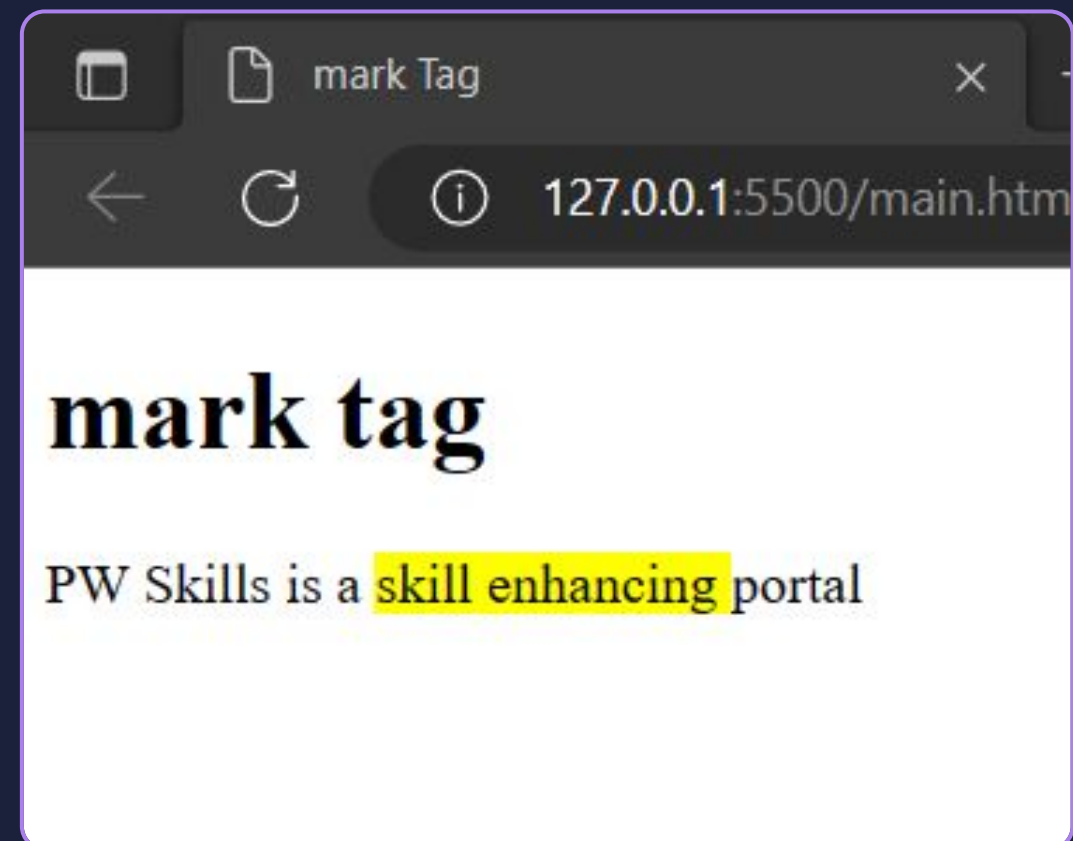 mark Tag
127.0.0.1:5500/main.htm
mark tag
PW Skills is a skill enhancing portal